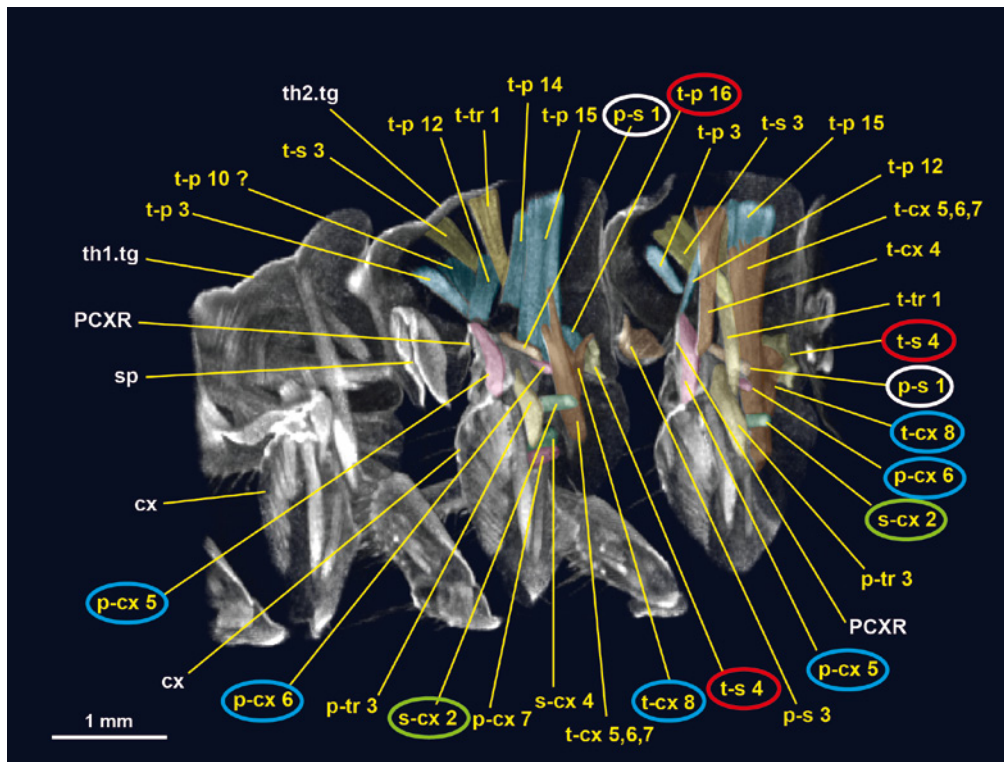 t-p 14
th2.tg
t-p 16
t-tr 1
p-s 1
t-p 12
t-p 15
t-p 3
t-s 3
t-p 15
t-s 3
t-p 12
t-p 10 ?
t-cx 5,6,7
t-p 3
t-cx 4
th1.tg
t-tr 1
PCXR
t-s 4
sp
p-s 1
t-cx 8
p-cx 6
cx
s-cx 2
p-tr 3
p-cx 5
PCXR
cx
p-cx 5
p-cx 6
p-tr 3
s-cx 2
p-cx 7
s-cx 4
t-cx 5,6,7
t-cx 8
t-s 4
p-s 3
1 mm